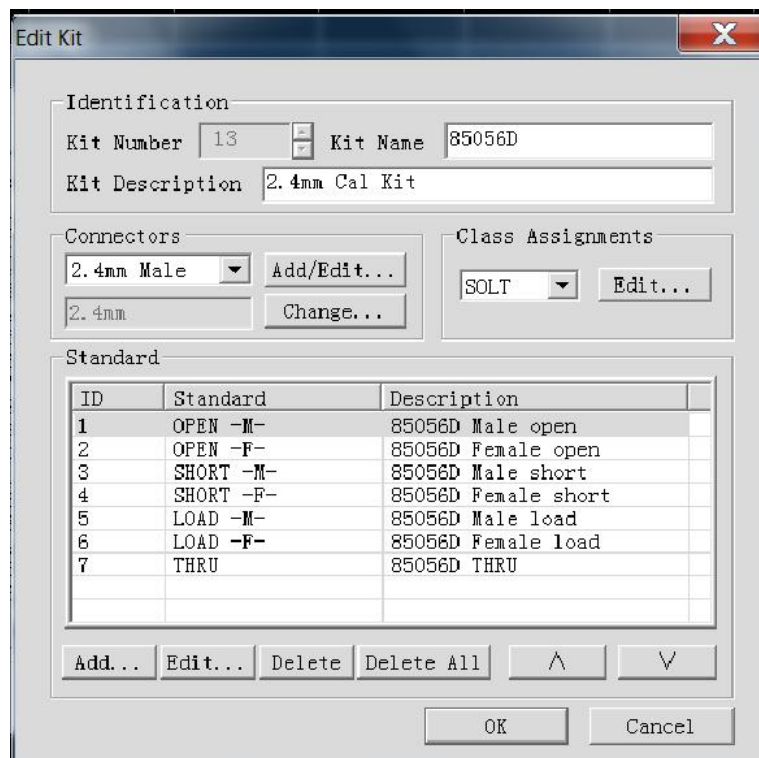 Edit Kit
X
Identification
Kit Number 13 Kit Name 85056D
Kit Description 2.4mm Cal Kit
Connectors
2.4mm Male Add/Edit...
2.4mm Change...
Class Assignments
SOLT Edit...
Standard
ID Standard Description
1 OPEN -M- 85056D Male open
2 OPEN -F- 85056D Female open
3 SHORT -M- 85056D Male short
4 SHORT -F- 85056D Female short
5 LOAD -M- 85056D Male load
6 LOAD -F- 85056D Female load
7 THRU 85056D THRU
Add... Edit... Delete Delete All Λ V
OK Cancel